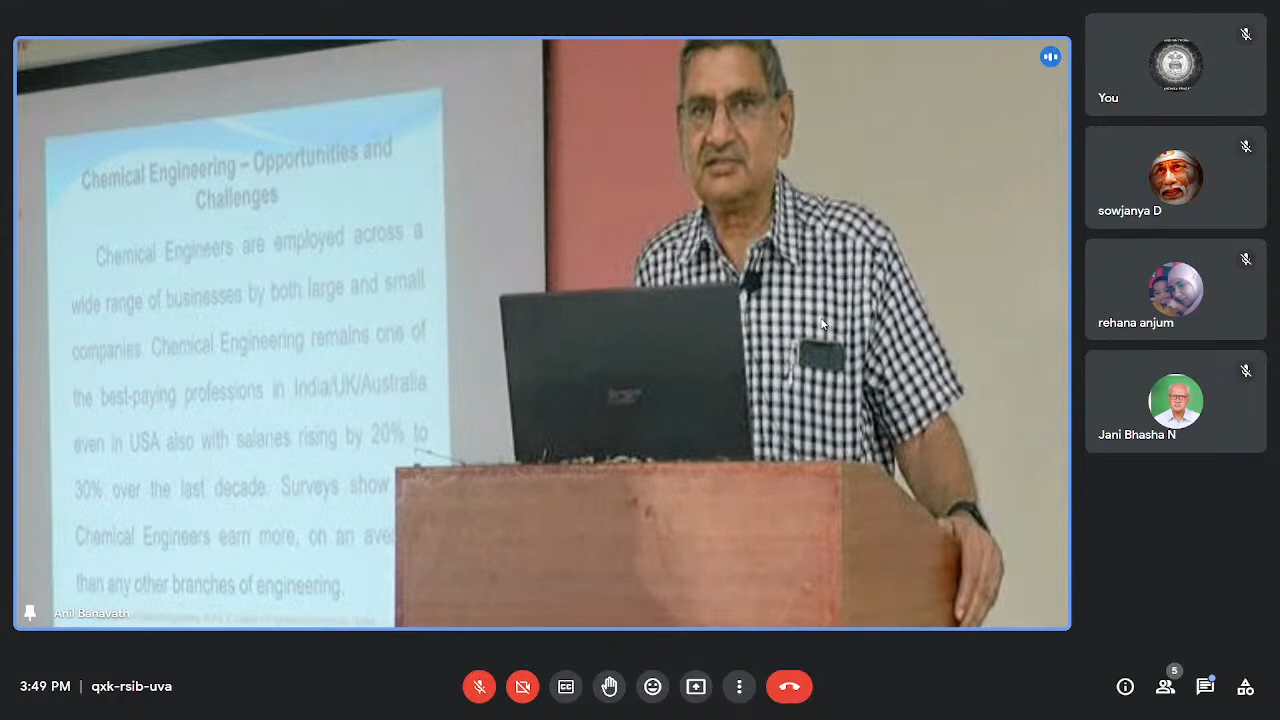 Chemical Engineering – Opportunities and
Challenges
Chemical Engineers are employed across a
wide range of businesses by both large and small
companies. Chemical Engineering remains one of
the best-paying professions in India/UK/Australia
even in USA also with salaries rising by 20% to
30% over the last decade. Surveys show
Chemical Engineers earn more, on an ave
than any other branches of engineering.
Anil Banavath
acer
You
sowjanya D
rehana anjum
Jani Bhasha N
3:49 PM | qxk-rsib-uva
5